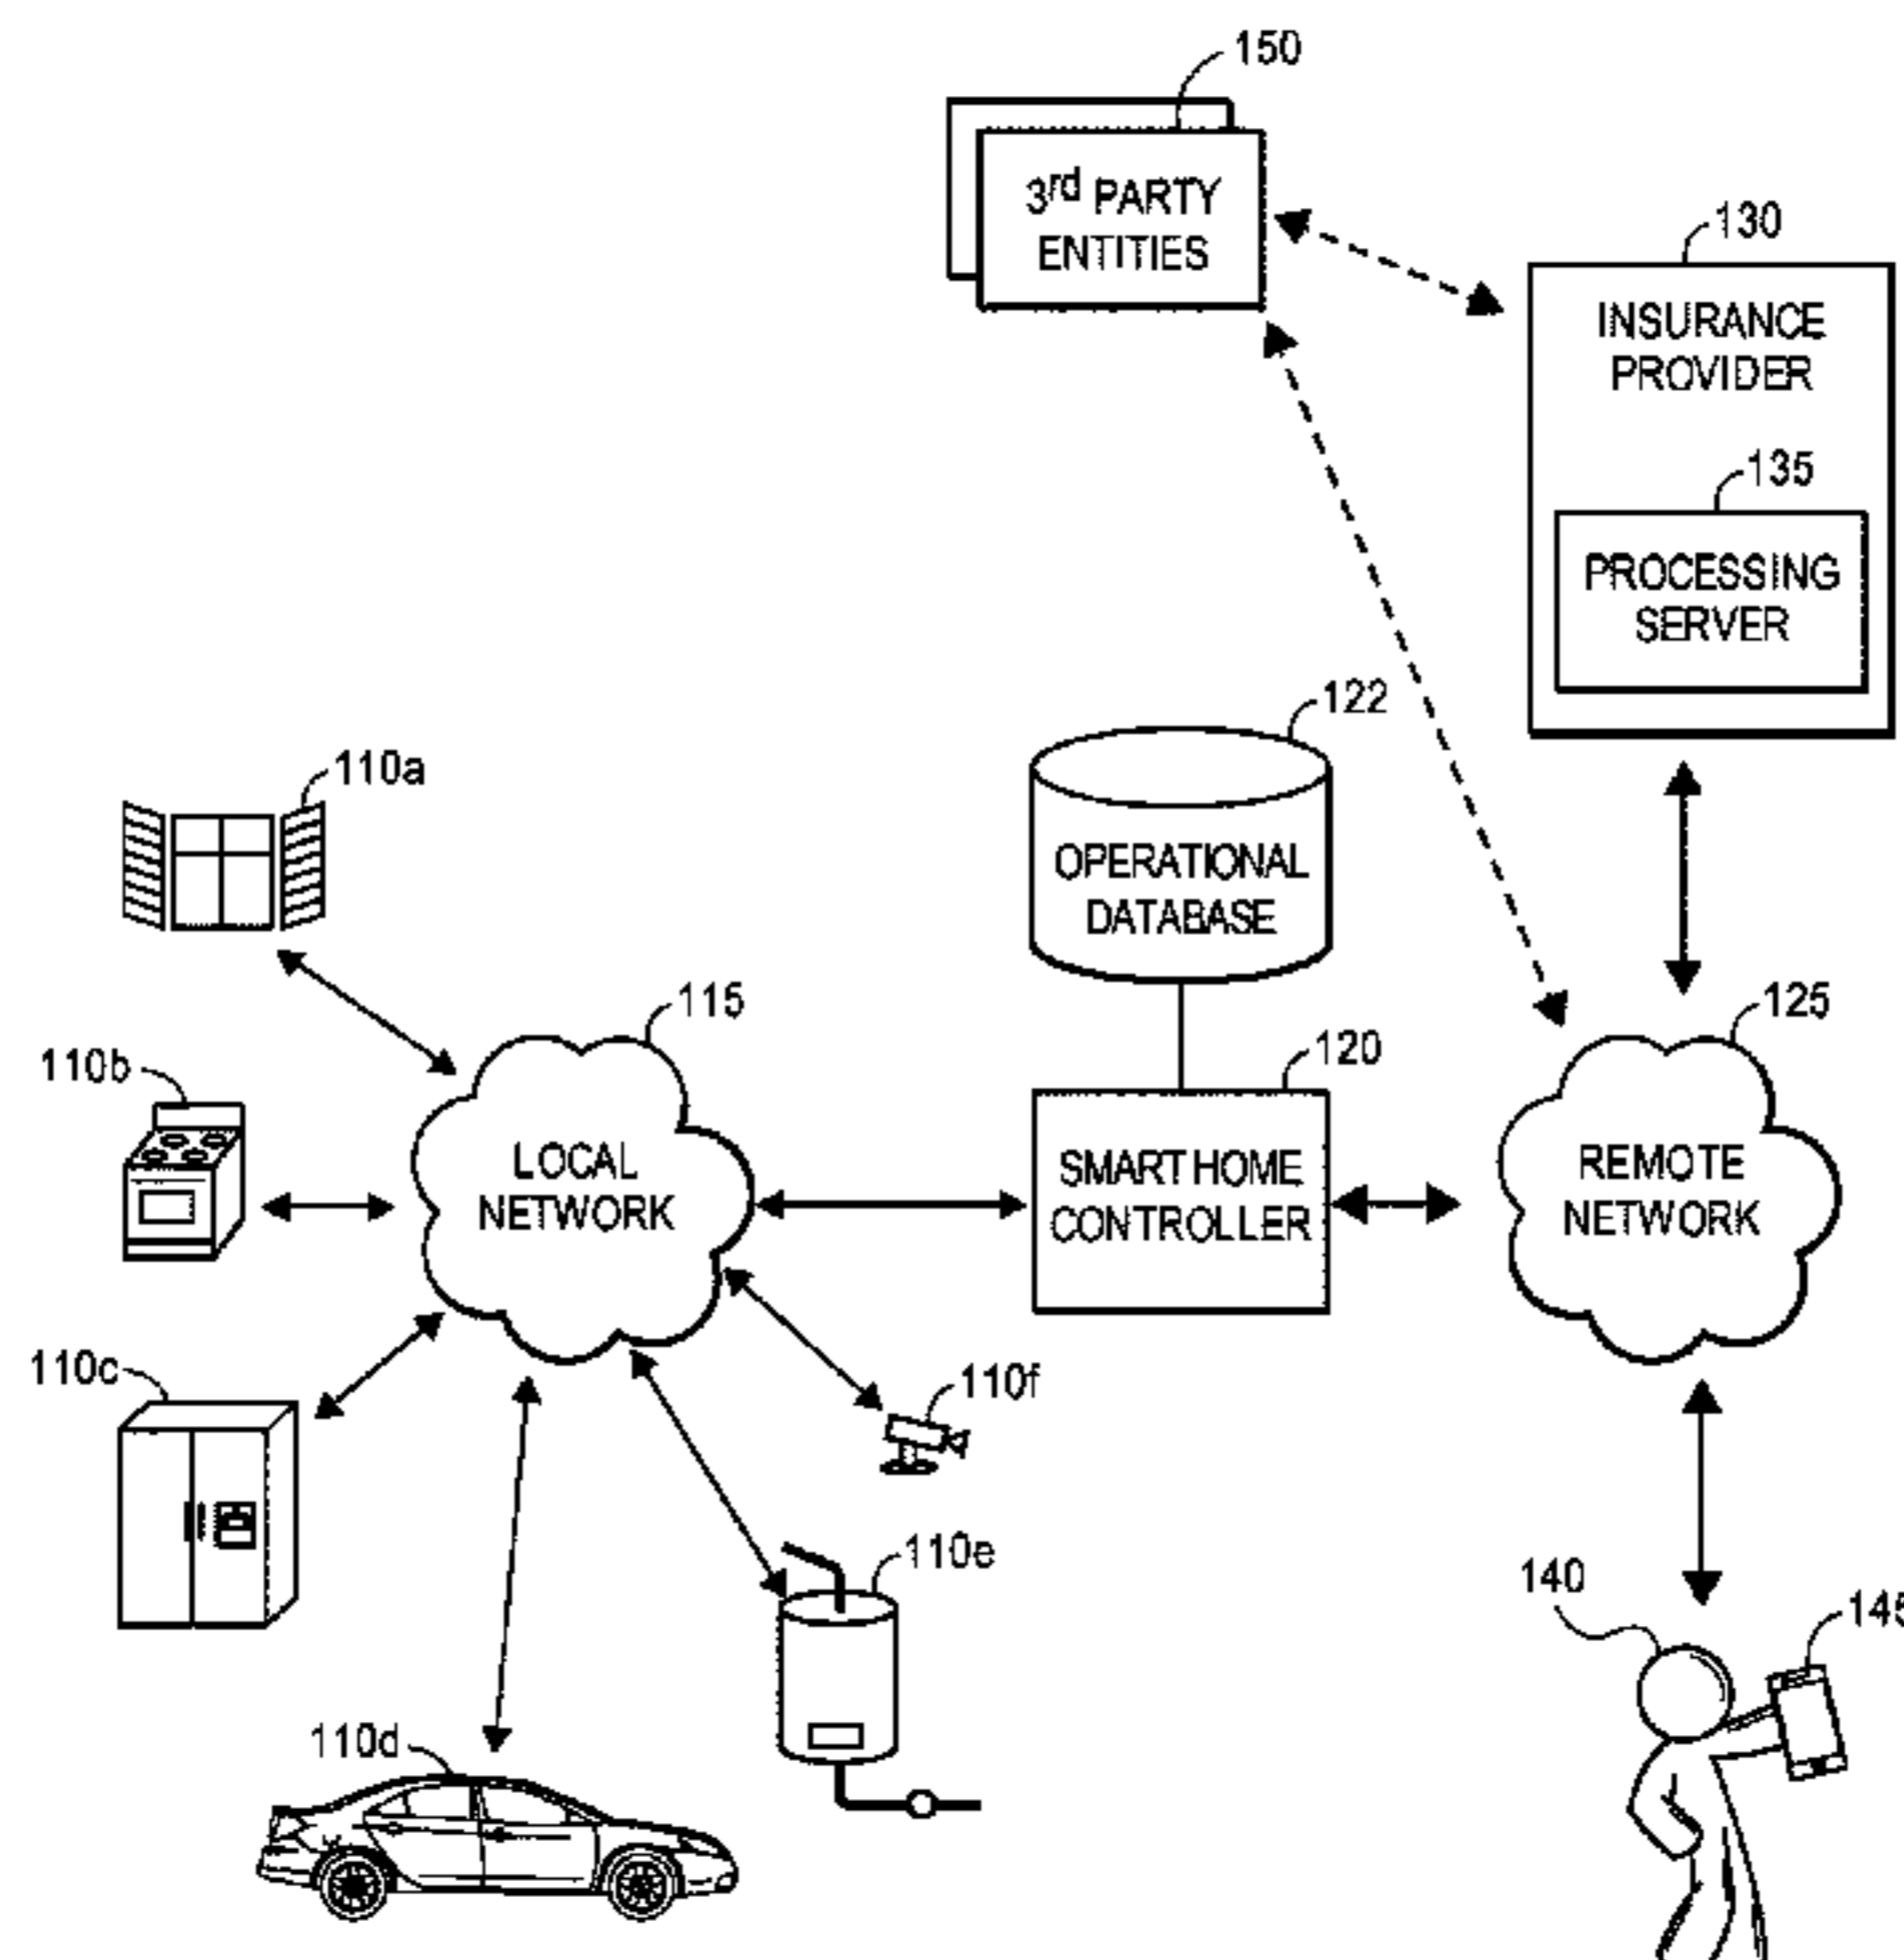 150
3rd PARTY
ENTITIES
130
INSURANCE
PROVIDER
135
PROCESSING
SERVER
122
OPERATIONAL
DATABASE
110a
115
125
120
110b
LOCAL
NETWORK
SMART HOME
CONTROLLER
REMOTE
NETWORK
110c
110f
110e
140
145
110d